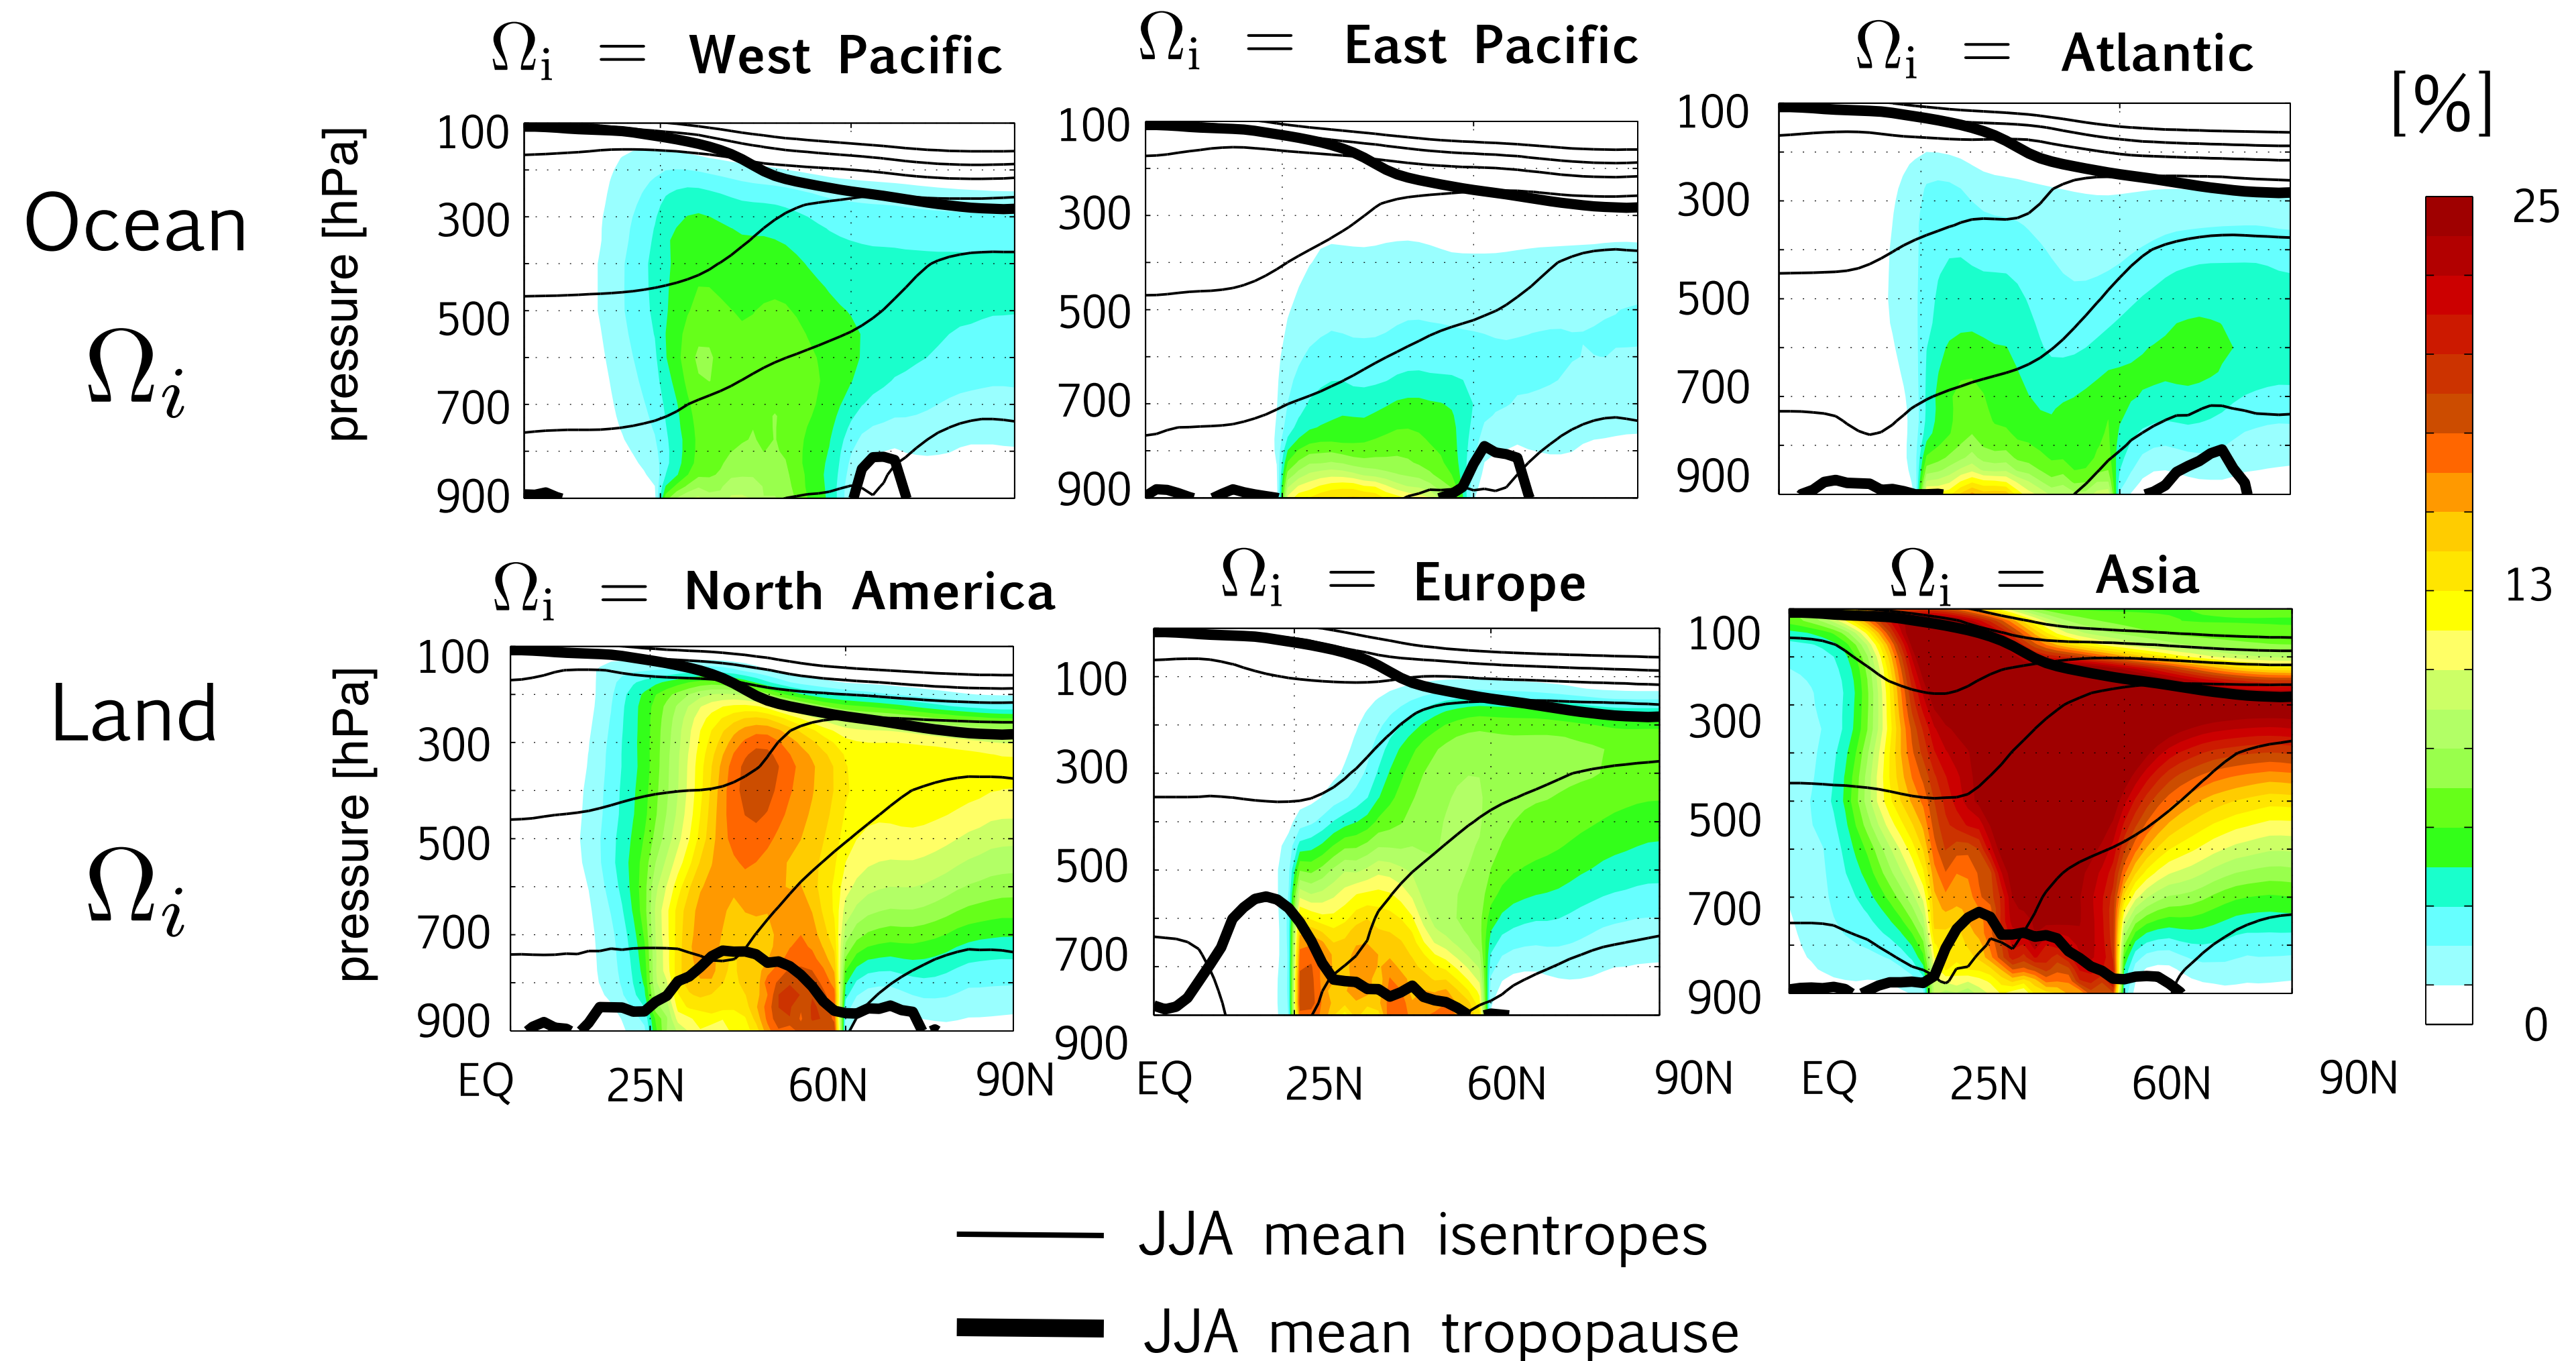 Ωi = West Pacific
Ωi = East Pacific
Ωi = Atlantic
[%]
Ocean
Ωi
pressure [hPa]
100
300
500
700
900
100
300
500
700
900
100
300
500
700
900
25
13
0
Ωi = North America
Ωi = Europe
Ωi = Asia
Land
Ωi
pressure [hPa]
100
300
500
700
900
100
300
500
700
900
100
300
500
700
900
EQ 25N 60N 90N
EQ 25N 60N 90N
EQ 25N 60N 90N
JJA mean isentropes
JJA mean tropopause